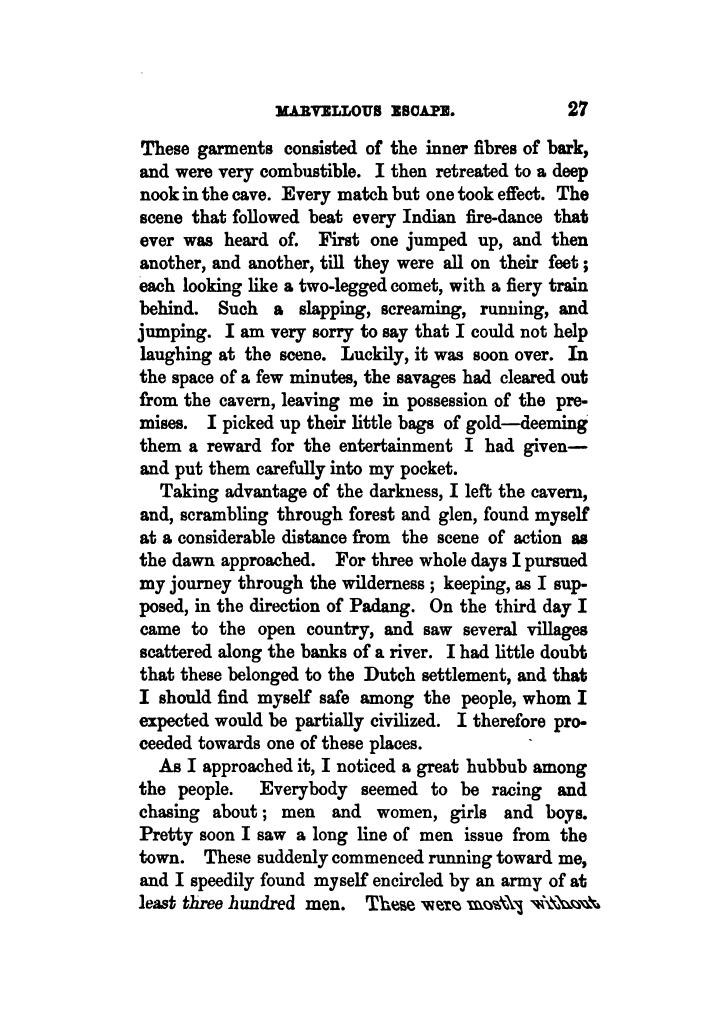 MARVELLOUS ESCAPE. 27
These garments consisted of the inner fibres of bark,
and were very combustible. I then retreated to a deep
nook in the cave. Every match but one took effect. The
scene that followed beat every Indian fire-dance that
ever was heard of. First one jumped up, and then
another, and another, till they were all on their feet;
each looking like a two-legged comet, with a fiery train
behind. Such a slapping, screaming, running, and
jumping. I am very sorry to say that I could not help
laughing at the scene. Luckily, it was soon over. In
the space of a few minutes, the savages had cleared out
from the cavern, leaving me in possession of the pre-
mises. I picked up their little bags of gold—deeming
them a reward for the entertainment I had given—
and put them carefully into my pocket.
Taking advantage of the darkness, I left the cavern,
and, scrambling through forest and glen, found myself
at a considerable distance from the scene of action as
the dawn approached. For three whole days I pursued
my journey through the wilderness; keeping, as I sup-
posed, in the direction of Padang. On the third day I
came to the open country, and saw several villages
scattered along the banks of a river. I had little doubt
that these belonged to the Dutch settlement, and that
I should find myself safe among the people, whom I
expected would be partially civilized. I therefore pro-
ceeded towards one of these places.
As I approached it, I noticed a great hubbub among
the people. Everybody seemed to be racing and
chasing about; men and women, girls and boys.
Pretty soon I saw a long line of men issue from the
town. These suddenly commenced running toward me,
and I speedily found myself encircled by an army of at
least three hundred men. These were mostly without